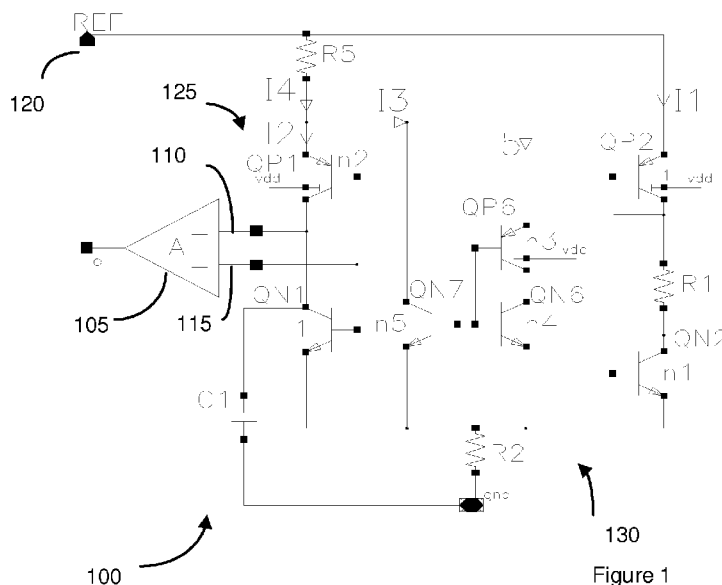 REF
120
R5
125
I4
I3
I1
I2
110
QP1
n2
QP2
vdd
1
vdd
QP6
A
n3
vdd
o
QN1
QN7
QN6
R1
105
115
1
n5
n4
QN2
n1
C1
R2
gnd
130
100
Figure 1